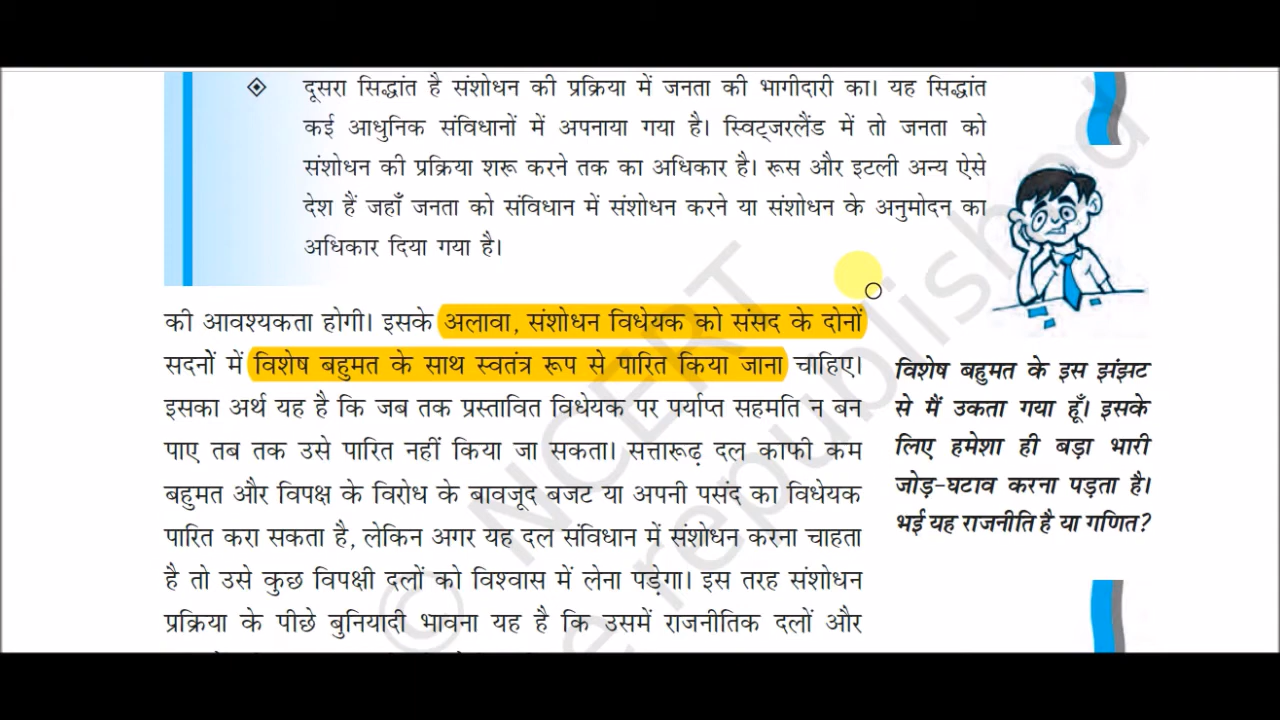 दूसरा सिद्धांत है संशोधन की प्रक्रिया में जनता की भागीदारी का। यह सिद्धांत
कई आधुनिक संविधानों में अपनाया गया है। स्विट्जरलैंड में तो जनता को
संशोधन की प्रक्रिया शरू करने तक का अधिकार है। रूस और इटली अन्य ऐसे
देश हैं जहाँ जनता को संविधान में संशोधन करने या संशोधन के अनुमोदन का
अधिकार दिया गया है।
की आवश्यकता होगी। इसके अलावा, संशोधन विधेयक को संसद के दोनों
सदनों में विशेष बहुमत के साथ स्वतंत्र रूप से पारित किया जाना चाहिए।
इसका अर्थ यह है कि जब तक प्रस्तावित विधेयक पर पर्याप्त सहमति न बन
पाए तब तक उसे पारित नहीं किया जा सकता। सत्तारूढ़ दल काफी कम
बहुमत और विपक्ष के विरोध के बावजूद बजट या अपनी पसंद का विधेयक
पारित करा सकता है, लेकिन अगर यह दल संविधान में संशोधन करना चाहता
है तो उसे कुछ विपक्षी दलों को विश्वास में लेना पड़ेगा। इस तरह संशोधन
प्रक्रिया के पीछे बुनियादी भावना यह है कि उसमें राजनीतिक दलों और
विशेष बहुमत के इस झंझट
से मैं उकता गया हूँ। इसके
लिए हमेशा ही बड़ा भारी
जोड़-घटाव करना पड़ता है।
भई यह राजनीति है या गणित?
© NCERT
e republished